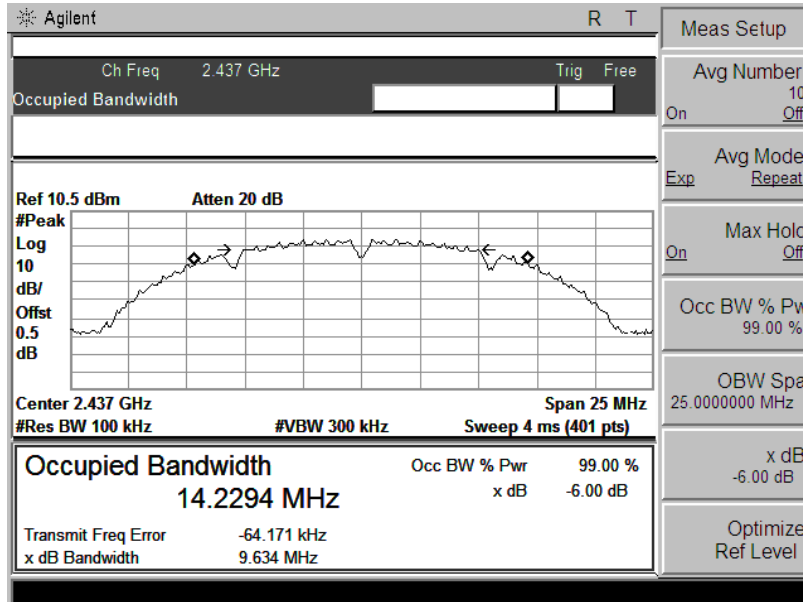 Agilent
R T
Ch Freq 2.437 GHz
Trig Free
Occupied Bandwidth
Ref 10.5 dBm
Atten 20 dB
#Peak
Log
10
dB/
Offst
0.5
dB
Center 2.437 GHz
Span 25 MHz
#Res BW 100 kHz
#VBW 300 kHz
Sweep 4 ms (401 pts)
Occupied Bandwidth
14.2294 MHz
Occ BW % Pwr 99.00 %
x dB -6.00 dB
Transmit Freq Error -64.171 kHz
x dB Bandwidth 9.634 MHz
Meas Setup
Avg Number
10
On Off
Avg Mode
Exp Repeat
Max Hold
On Off
Occ BW % Pw
99.00 %
OBW Spa
25.0000000 MHz
x dB
-6.00 dB
Optimize
Ref Level